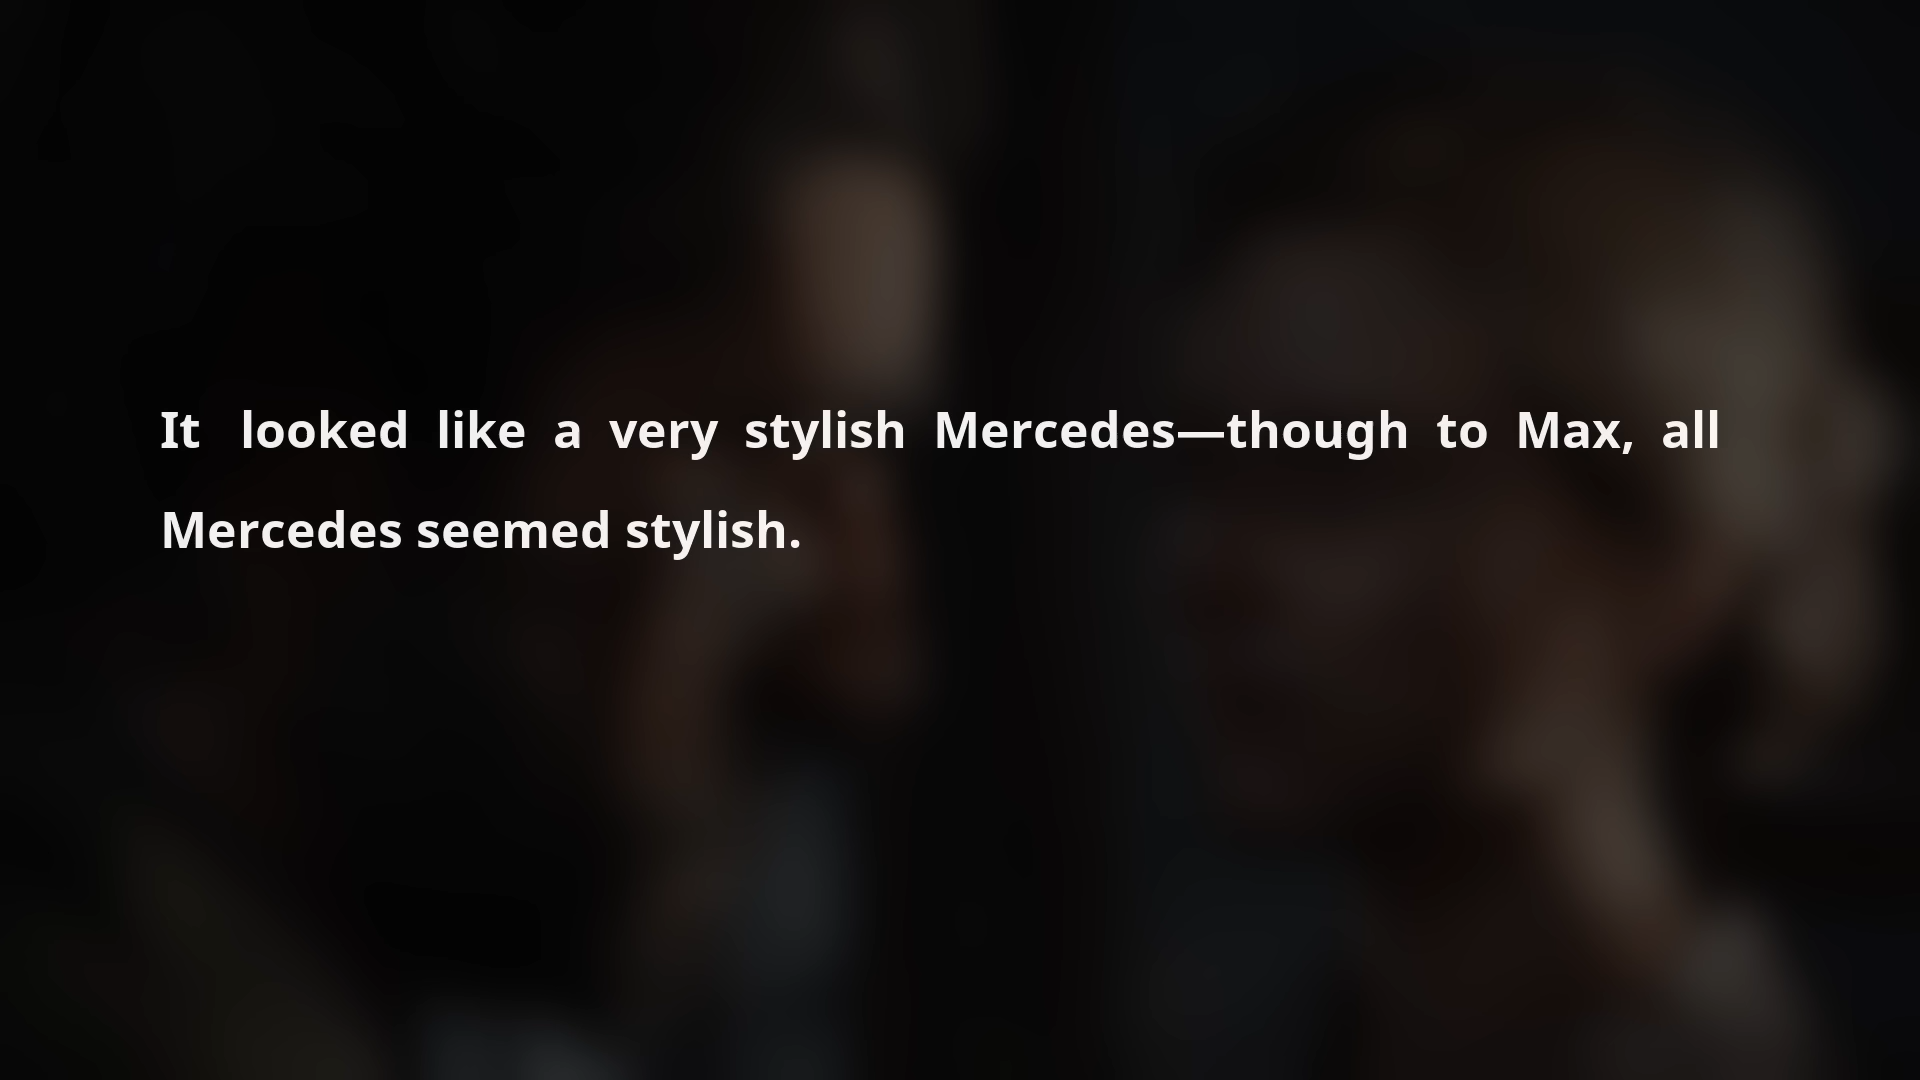 It looked like a very stylish Mercedes—though to Max, all
Mercedes seemed stylish.